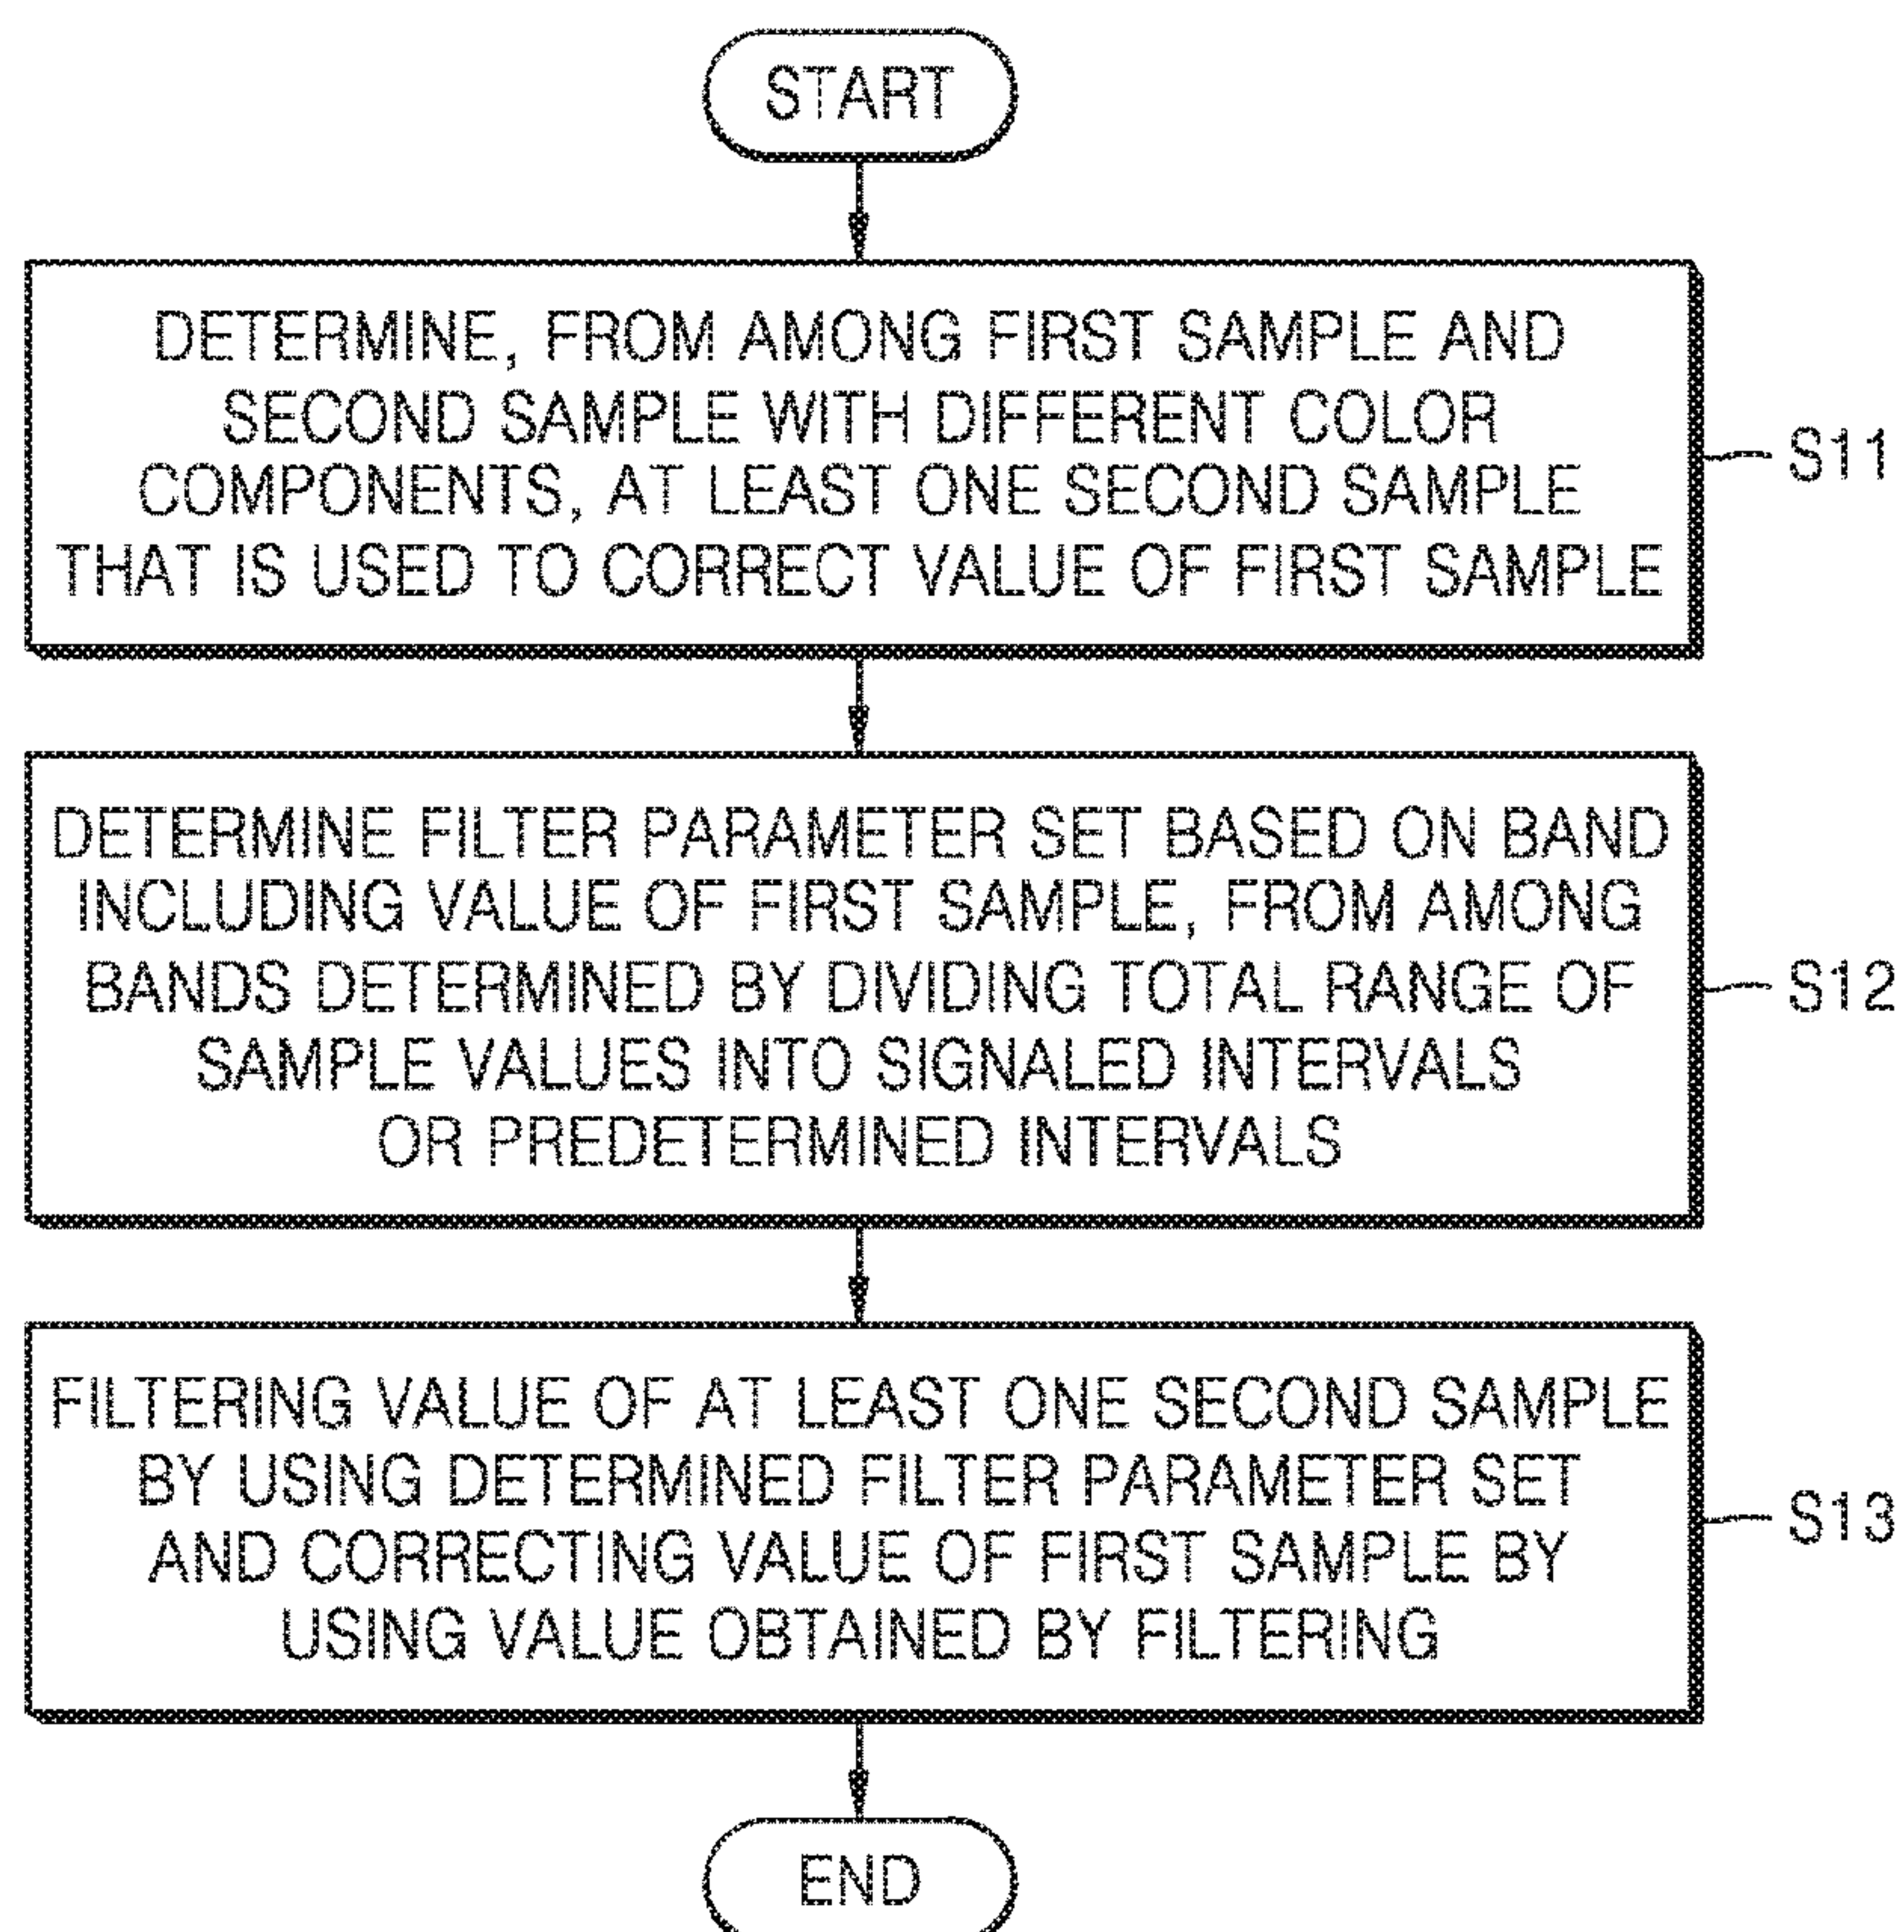 START
DETERMINE, FROM AMONG FIRST SAMPLE AND
SECOND SAMPLE WITH DIFFERENT COLOR
COMPONENTS, AT LEAST ONE SECOND SAMPLE
THAT IS USED TO CORRECT VALUE OF FIRST SAMPLE
S11
DETERMINE FILTER PARAMETER SET BASED ON BAND
INCLUDING VALUE OF FIRST SAMPLE, FROM AMONG
BANDS DETERMINED BY DIVIDING TOTAL RANGE OF
SAMPLE VALUES INTO SIGNALED INTERVALS
OR PREDETERMINED INTERVALS
S12
FILTERING VALUE OF AT LEAST ONE SECOND SAMPLE
BY USING DETERMINED FILTER PARAMETER SET
AND CORRECTING VALUE OF FIRST SAMPLE BY
USING VALUE OBTAINED BY FILTERING
S13
END